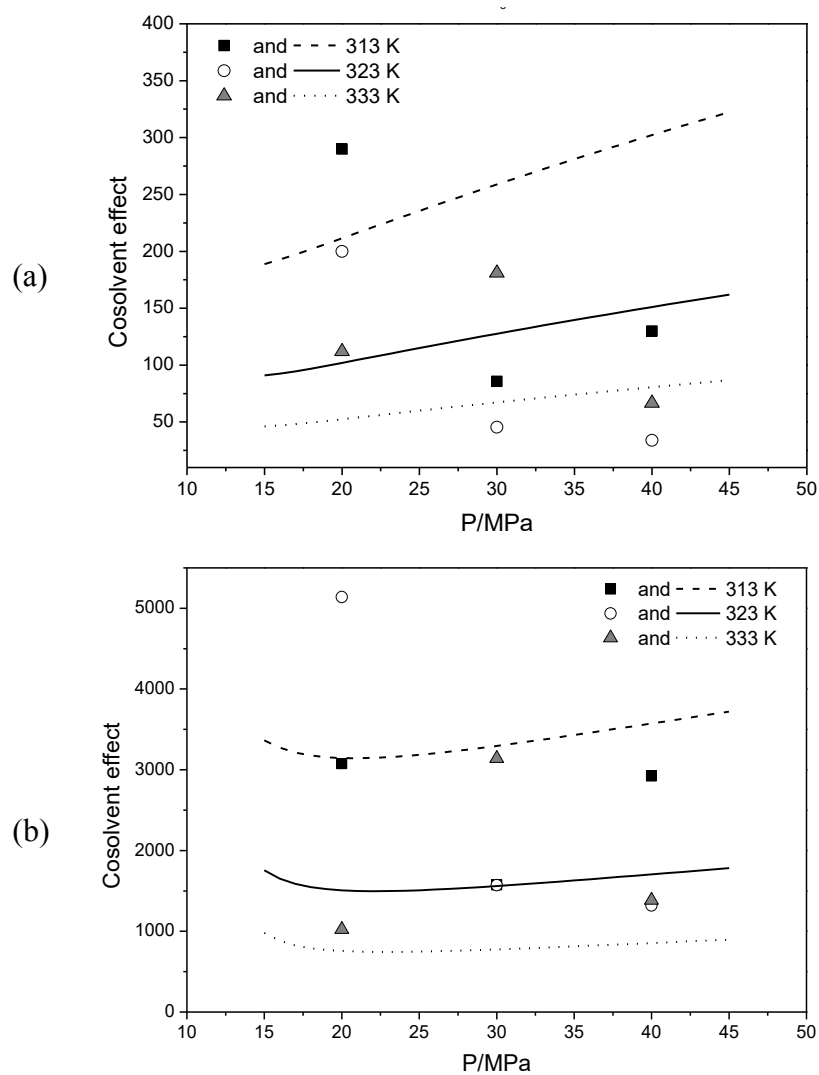 400
350
300
250
200
150
100
50
Cosolvent effect
and 313 K
and 323 K
and 333 K
(a)
10 15 20 25 30 35 40 45 50
P/MPa
5000
4000
3000
2000
1000
0
Cosolvent effect
and 313 K
and 323 K
and 333 K
(b)
10 15 20 25 30 35 40 45 50
P/MPa